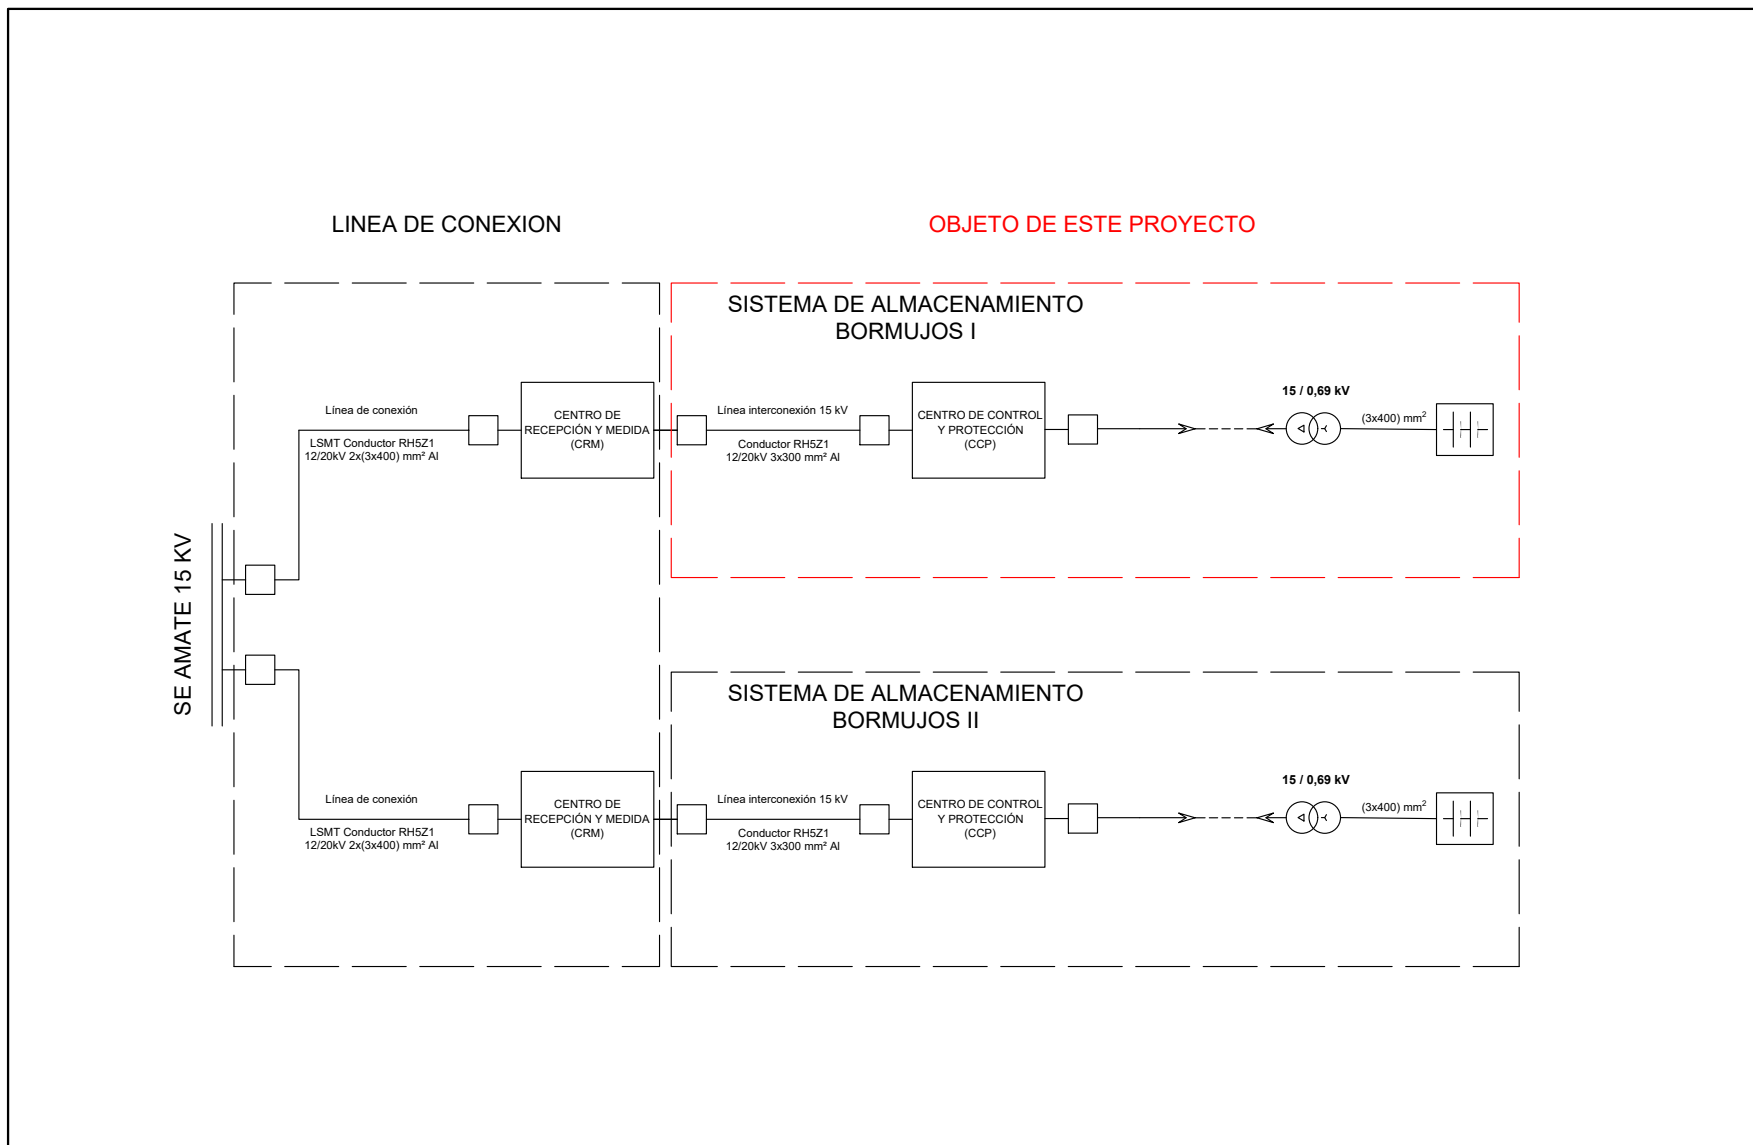 LINEA DE CONEXION
OBJETO DE ESTE PROYECTO
SISTEMA DE ALMACENAMIENTO
BORMUJOS I
Línea de conexión
LSMT Conductor RH5Z1
12/20kV 2x(3x400) mm² Al
CENTRO DE
RECEPCIÓN Y MEDIDA
(CRM)
Línea interconexión 15 kV
Conductor RH5Z1
12/20kV 3x300 mm² Al
CENTRO DE CONTROL
Y PROTECCIÓN
(CCP)
15 / 0,69 kV
(3x400) mm²
SE AMATE 15 KV
SISTEMA DE ALMACENAMIENTO
BORMUJOS II
Línea de conexión
LSMT Conductor RH5Z1
12/20kV 2x(3x400) mm² Al
CENTRO DE
RECEPCIÓN Y MEDIDA
(CRM)
Línea interconexión 15 kV
Conductor RH5Z1
12/20kV 3x300 mm² Al
CENTRO DE CONTROL
Y PROTECCIÓN
(CCP)
15 / 0,69 kV
(3x400) mm²